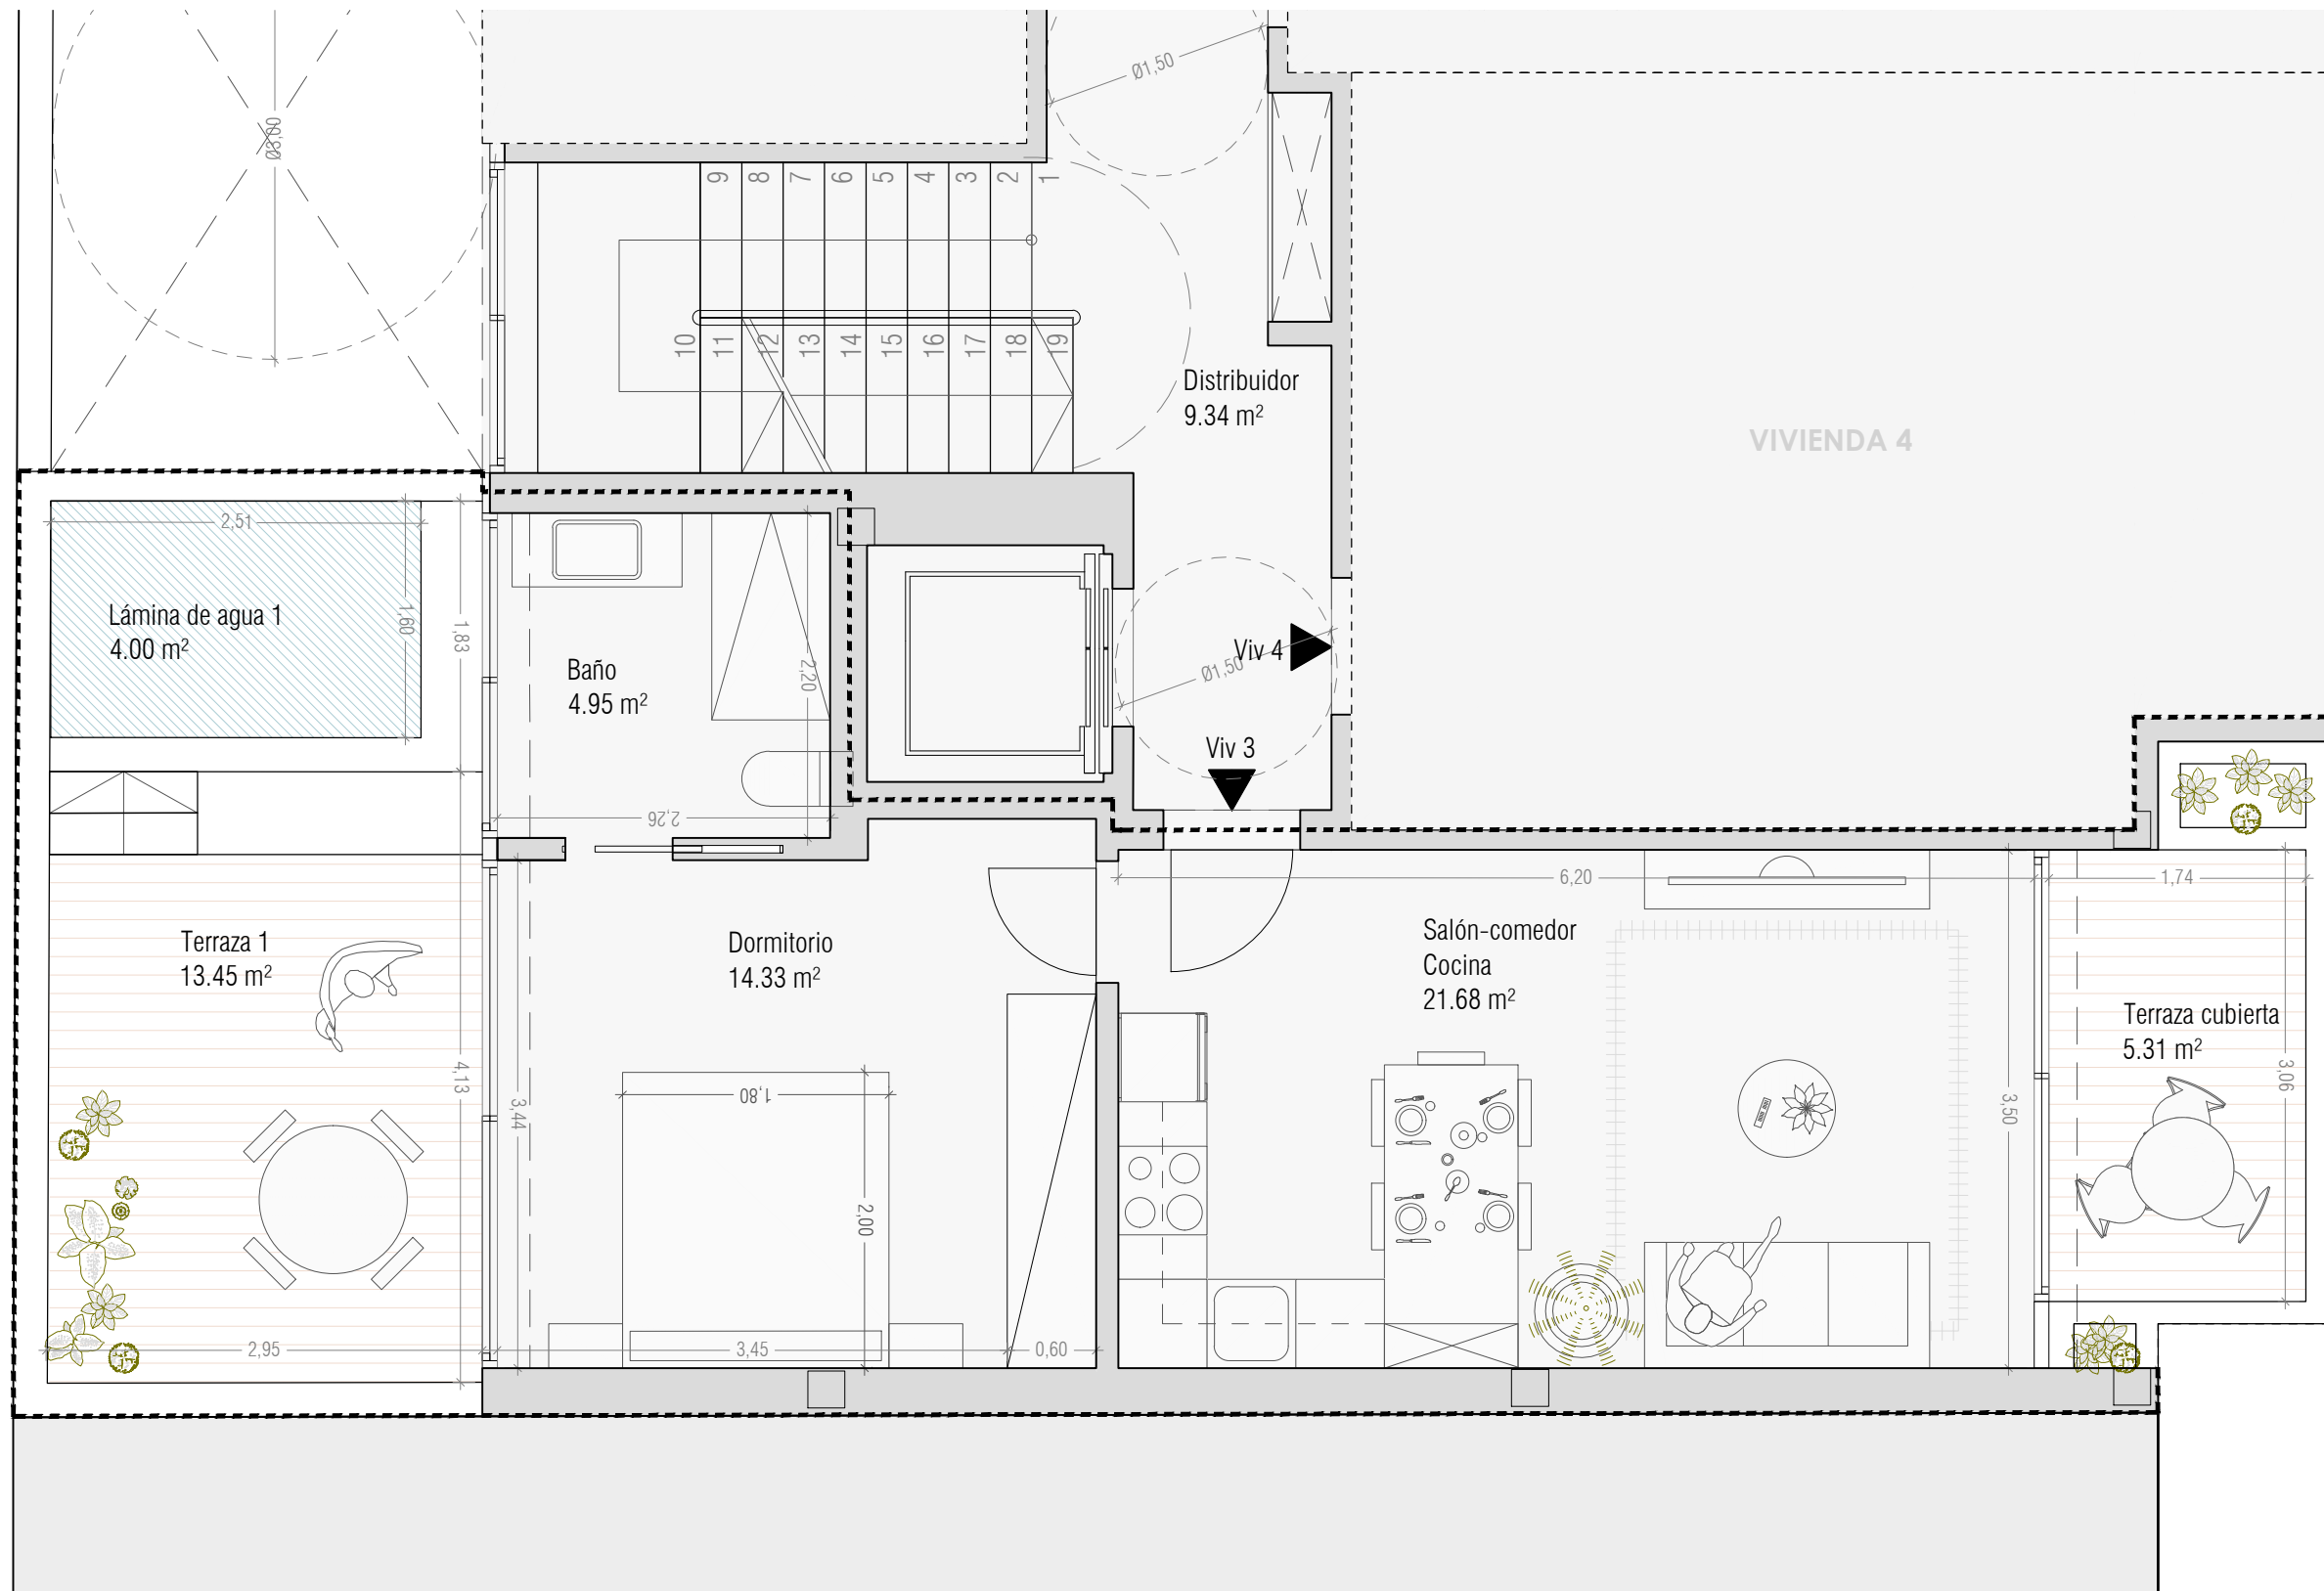 Ø1,50
Ø3,00
9
8
7
6
5
4
3
2
1
10
11
12
13
14
15
16
17
18
19
Distribuidor
9.34 m²
VIVIENDA 4
2,51
Lámina de agua 1
4.00 m²
1,60
1,83
Baño
4.95 m²
2,20
2,26
Viv 4
Ø1,50
Viv 3
6,20
1,74
Terraza 1
13.45 m²
Dormitorio
14.33 m²
Salón-comedor
Cocina
21.68 m²
Terraza cubierta
5.31 m²
4,13
3,44
1,80
2,00
3,50
3,06
2,95
3,45
0,60